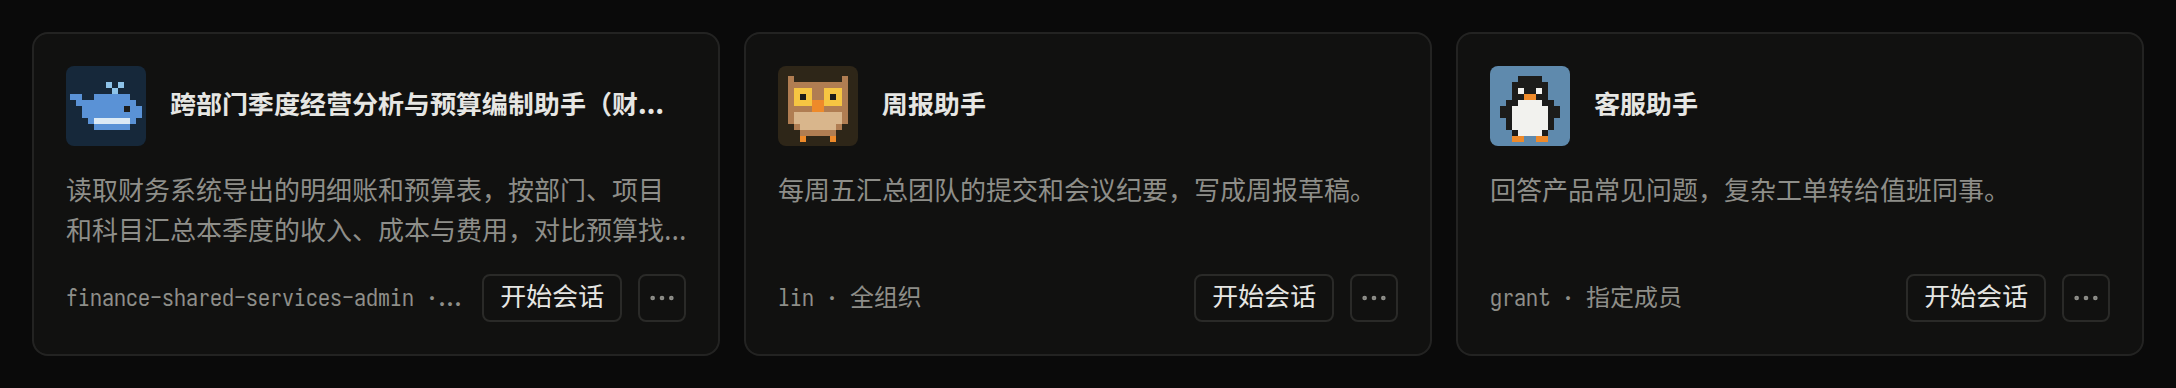 跨部门季度经营分析与预算编制助手（财...
读取财务系统导出的明细账和预算表，按部门、项目
和科目汇总本季度的收入、成本与费用，对比预算找...
finance-shared-services-admin ·...
开始会话
...
周报助手
每周五汇总团队的提交和会议纪要，写成周报草稿。
lin · 全组织
开始会话
...
客服助手
回答产品常见问题，复杂工单转给值班同事。
grant · 指定成员
开始会话
...